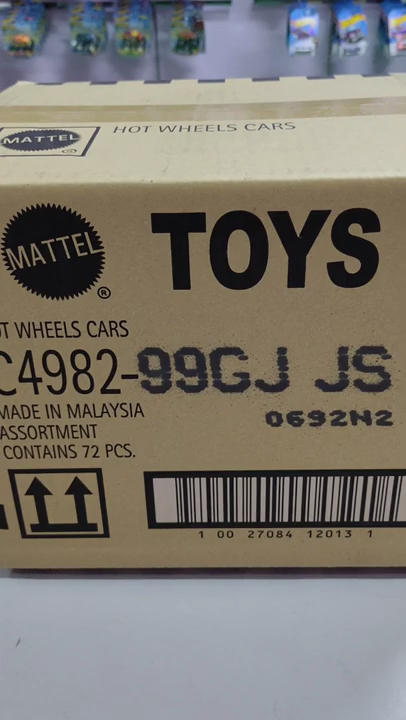 MATTEL
®
HOT WHEELS CARS
MATTEL
®
TOYS
OT WHEELS CARS
C4982-99GJ JS
MADE IN MALAYSIA
0692N2
ASSORTMENT
CONTAINS 72 PCS.
1 00 27084 12013 1